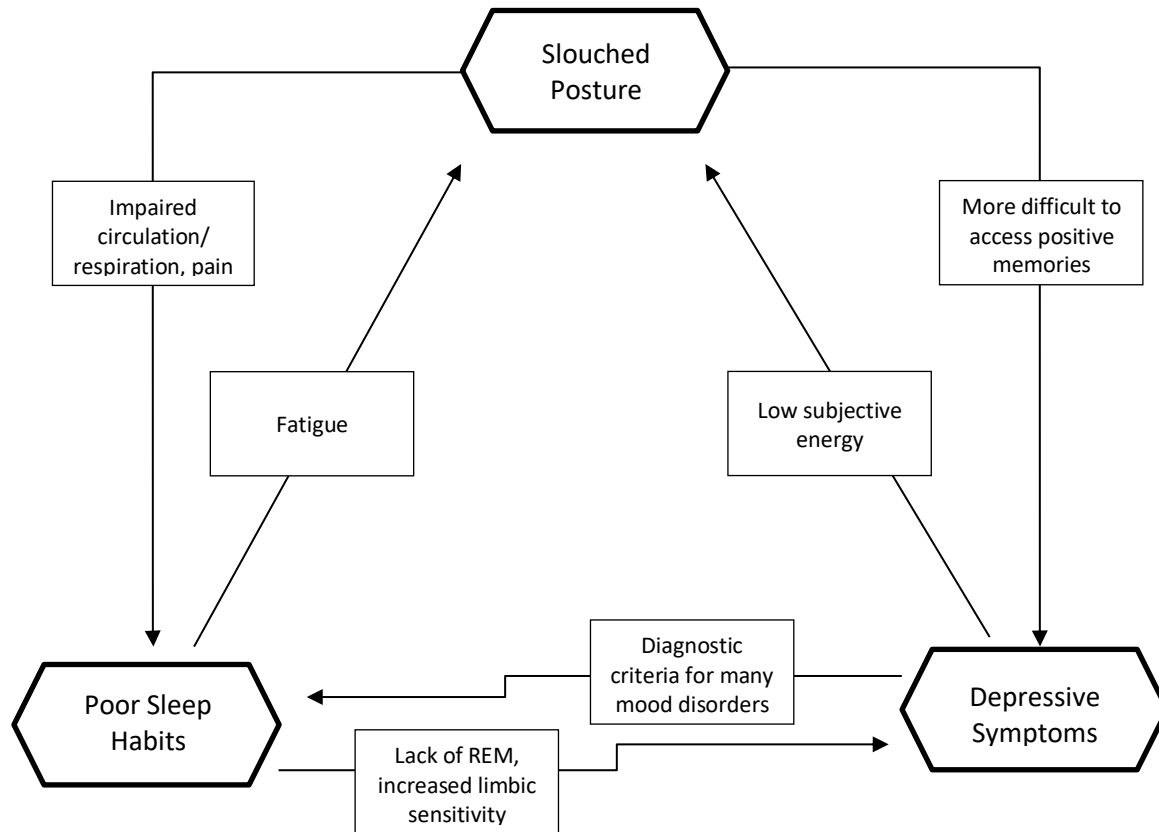 Slouched
Posture
Impaired
circulation/
respiration, pain
More difficult to
access positive
memories
Fatigue
Low subjective
energy
Diagnostic
criteria for many
mood disorders
Poor Sleep
Habits
Depressive
Symptoms
Lack of REM,
increased limbic
sensitivity